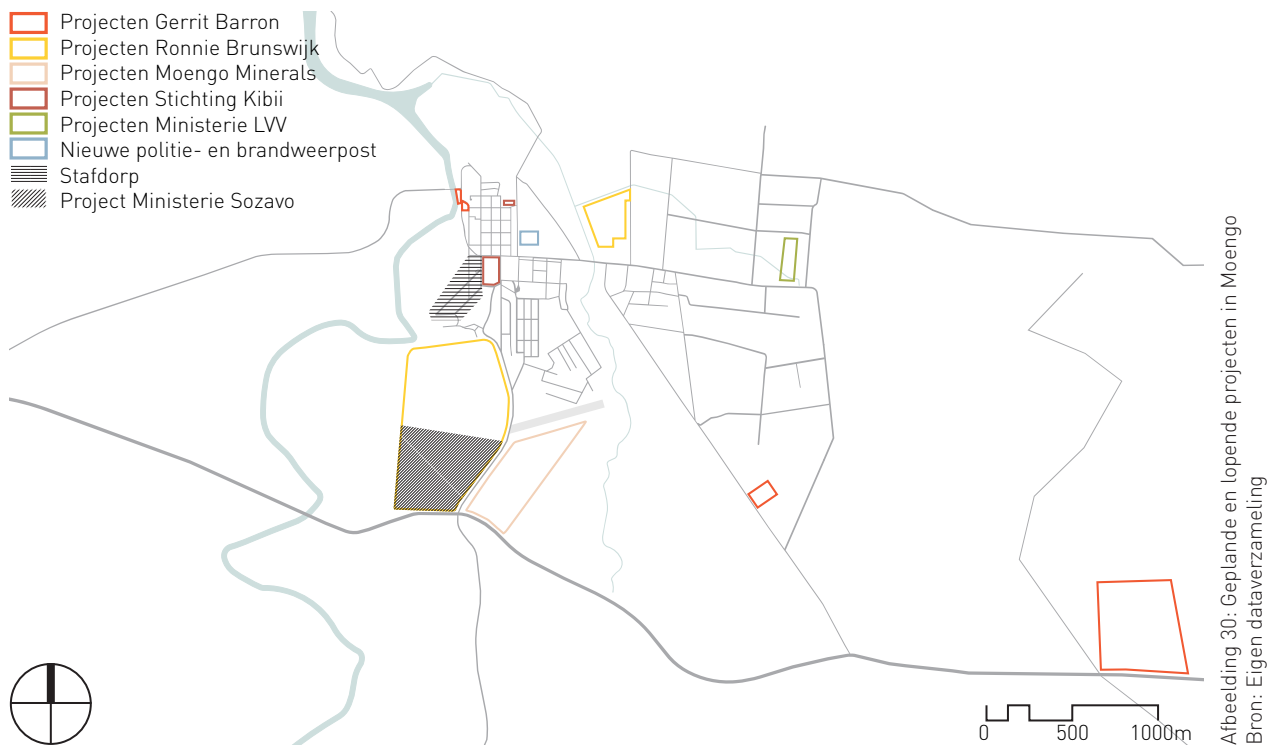 Projecten Gerrit Barron
Projecten Ronnie Brunswijk
Projecten Moengo Minerals
Projecten Stichting Kibii
Projecten Ministerie LVV
Nieuwe politie- en brandweerpost
Stafdorp
Project Ministerie Sozavo
0 500 1000m
Afbeelding 30: Geplande en lopende projecten in Moengo
Bron: Eigen dataverzameling